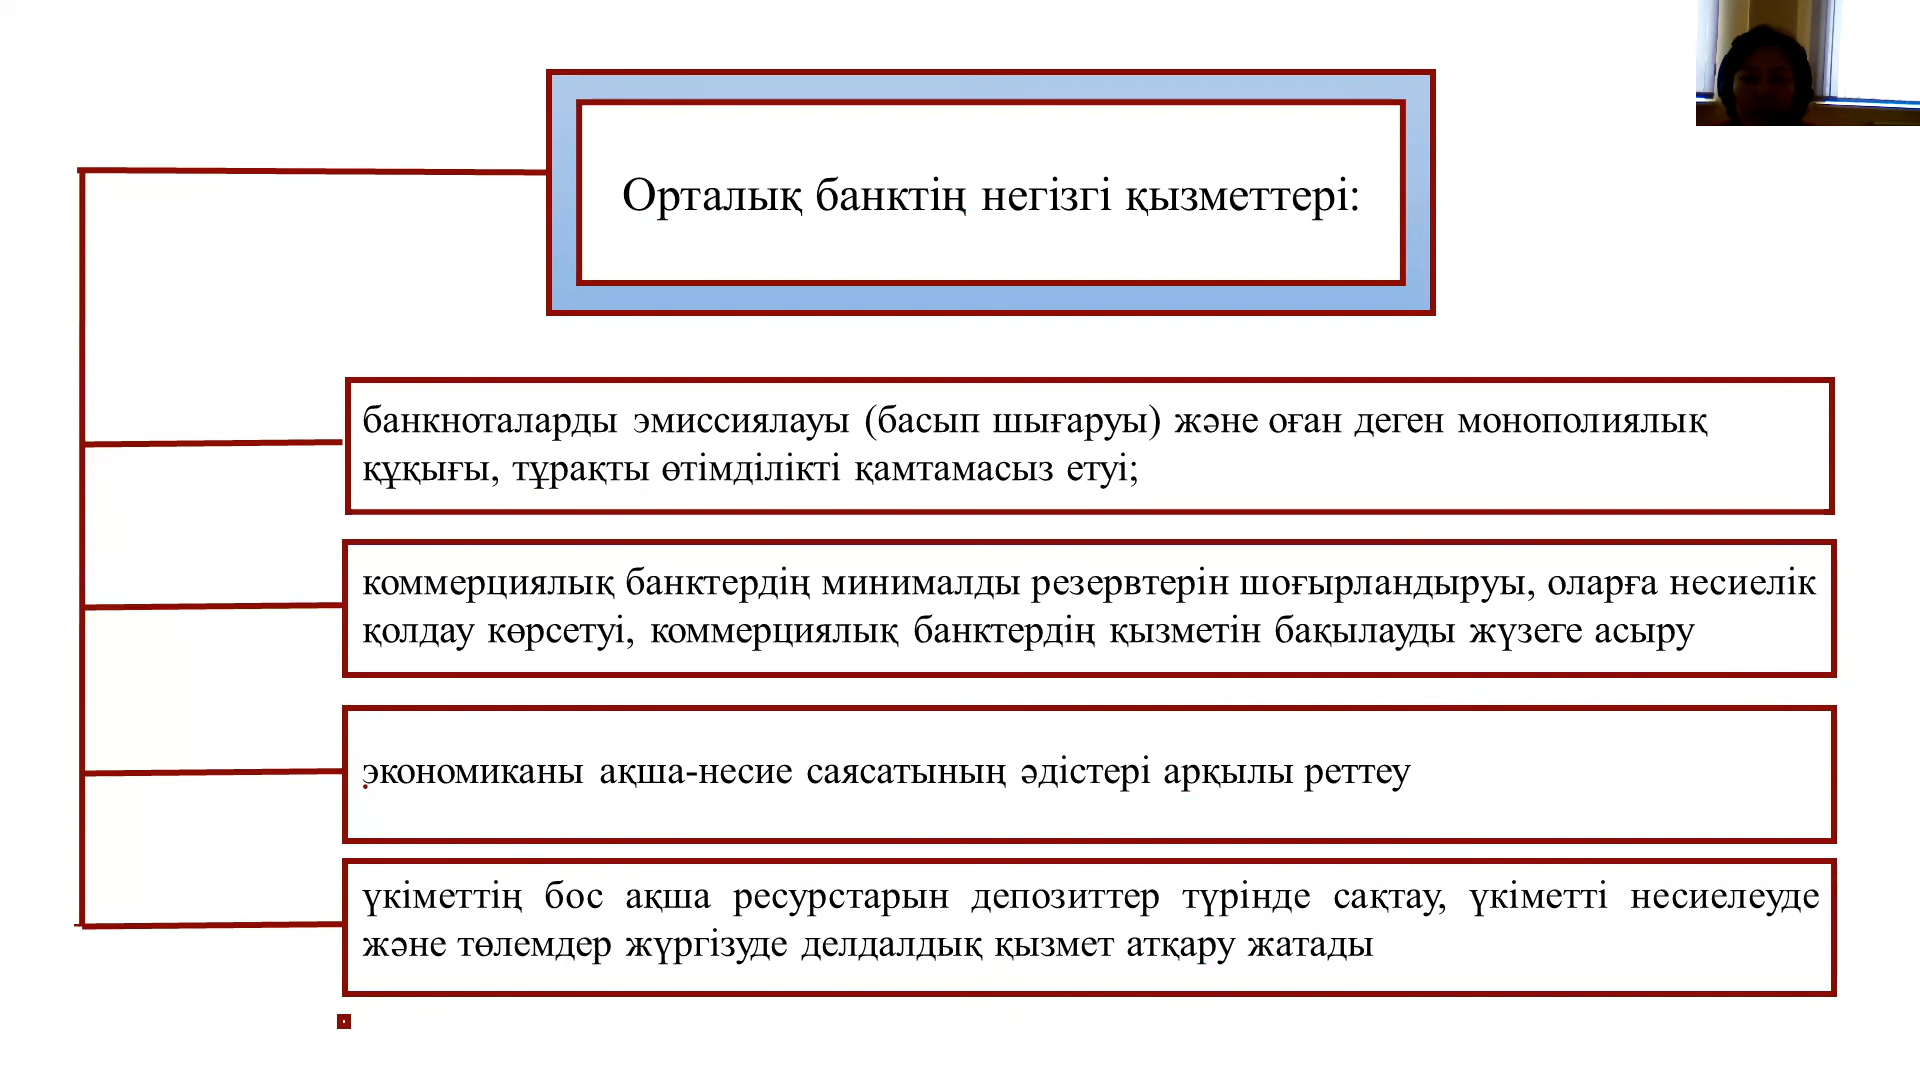 Орталық банктің негізгі қызметтері:
банкноталарды эмиссиялауы (басып шығаруы) және оған деген монополиялық
құқығы, тұрақты өтімділікті қамтамасыз етуі;
коммерциялық банктердің минималды резервтерін шоғырландыруы, оларға несиелік
қолдау көрсетуі, коммерциялық банктердің қызметін бақылауды жүзеге асыру
экономиканы ақша-несие саясатының әдістері арқылы реттеу
үкіметтің бос ақша ресурстарын депозиттер түрінде сақтау, үкіметті несиелеуде
және төлемдер жүргізуде делдалдық қызмет атқару жатады